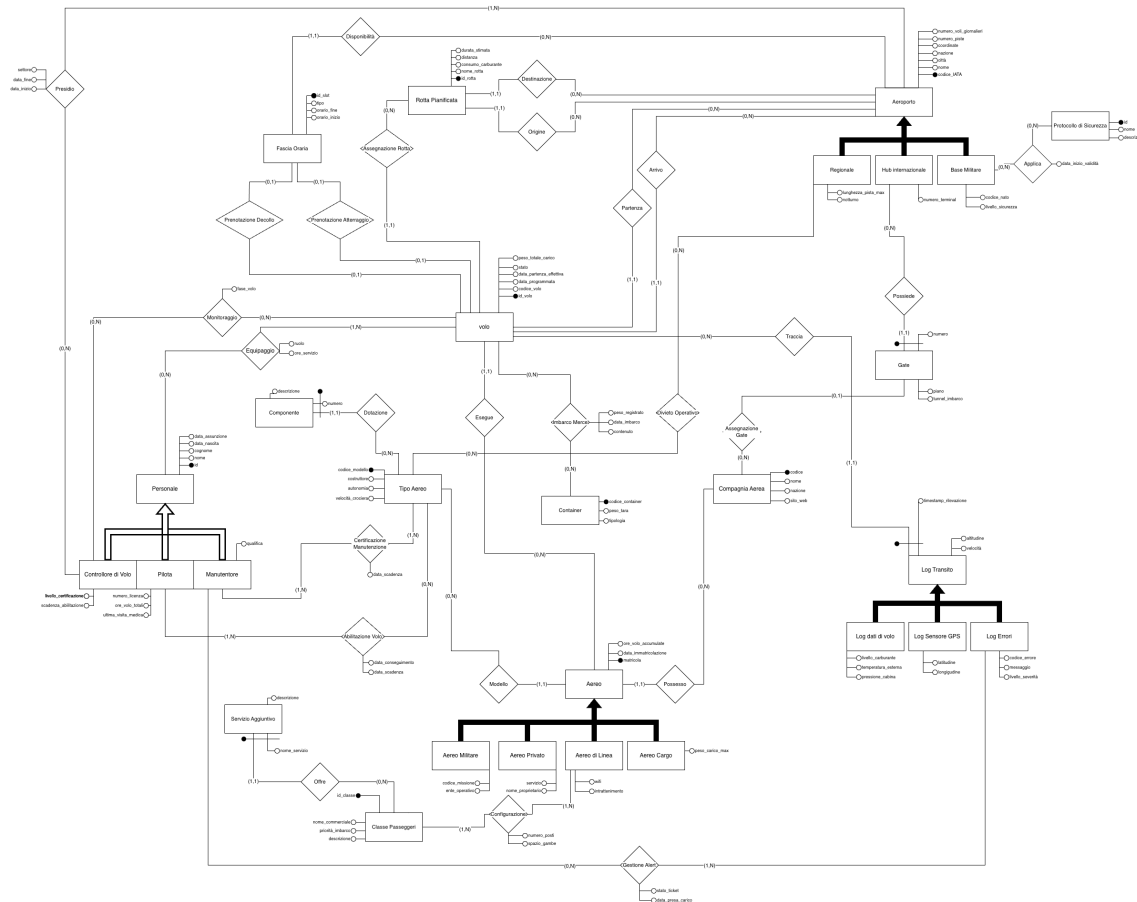 (1,N)
(1,1)
Disponibilità
(0,N)
numero_voli_giornalieri
numero_piste
coordinate
nazione
città
nome
codice_IATA
settore
data_fine
data_inizio
Presidio
durata_stimata
distanza
consumo_carburante
nome_rotta
id_rotta
Rotta Pianificata
(1,1)
Destinazione
(0,N)
(1,1)
Origine
(0,N)
Aeroporto
id_slot
tipo
orario_fine
orario_inizio
Fascia Oraria
(0,N)
Assegnazione Rotta
(1,1)
(0,N)
(0,N)
Arrivo
Partenza
(1,1)
(1,1)
Protocollo di Sicurezza
id
nome
descriz
(0,N)
Applica
data_inizio_validità
(0,N)
Regionale
Hub internazionale
Base Militare
lunghezza_pista_max
notturno
numero_terminal
codice_nato
livello_sicurezza
(0,1)
(0,1)
Prenotazione Decollo
Prenotazione Atterraggio
(0,1)
(0,1)
(0,N)
(0,N)
peso_totale_carico
stato
data_partenza_effettiva
data_programmata
codice_volo
id_volo
volo
fase_volo
Monitoraggio
(0,N)
(0,N)
(0,N)
(1,N)
Equipaggio
ruolo
ore_servizio
(0,N)
(0,N)
Traccia
Possiede
(1,1)
numero
Gate
piano
tunnel_imbarco
(0,1)
Assegnazione
Gate
(0,N)
descrizione
Componente
numero
(1,1)
Dotazione
(0,N)
(1,1)
Esegue
(0,N)
(0,N)
Imbarco Merce
peso_registrato
data_imbarco
contenuto
(0,N)
Divieto Operativo
(0,N)
data_assunzione
data_nascita
cognome
nome
id
Personale
codice_modello
costruttore
autonomia
velocità_crociera
Tipo Aereo
Container
codice_container
peso_tara
tipologia
Compagnia Aerea
codice
nome
nazione
sito_web
(0,N)
(1,1)
timestamp_rilevazione
altitudine
velocità
Log Transito
qualifica
Controllore di Volo
Pilota
Manutentore
livello_certificazione
scadenza_abilitazione
numero_licenza
ore_volo_totali
ultima_visita_medica
Certificazione
Manutenzione
(1,N)
(1,N)
data_scadenza
(0,N)
(1,N)
Abilitazione Volo
data_conseguimento
data_scadenza
(0,N)
Log dati di volo
Log Sensore GPS
Log Errori
livello_carburante
temperatura_esterna
pressione_cabina
latitudine
longgiudine
codice_errore
messaggio
livello_severità
ore_volo_accumulate
data_immatricolazione
matricola
Modello
(1,1)
Aereo
(1,1)
Possesso
descrizione
Servizio Aggiuntivo
nome_servizio
(1,1)
Offre
(0,N)
Aereo Militare
Aereo Privato
Aereo di Linea
Aereo Cargo
peso_carico_max
codice_missione
ente_operativo
servizio
nome_proprietario
wifi
intrattenimento
id_classe
nome_commerciale
priorità_imbarco
descrizione
Classe Passeggeri
(1,N)
Configurazione
(1,N)
numero_posti
spazio_gambe
(0,N)
Gestione Alert
(1,N)
stato_ticket
data_presa_carico